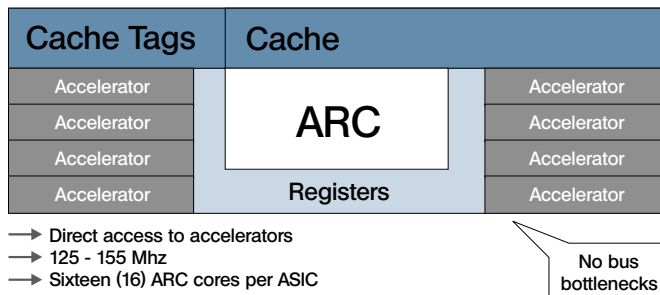 Cache Tags Cache
Accelerator Accelerator
Accelerator ARC Accelerator
Accelerator Accelerator
Accelerator Registers Accelerator
→ Direct access to accelerators
→ 125 - 155 Mhz
→ Sixteen (16) ARC cores per ASIC
No bus
bottlenecks